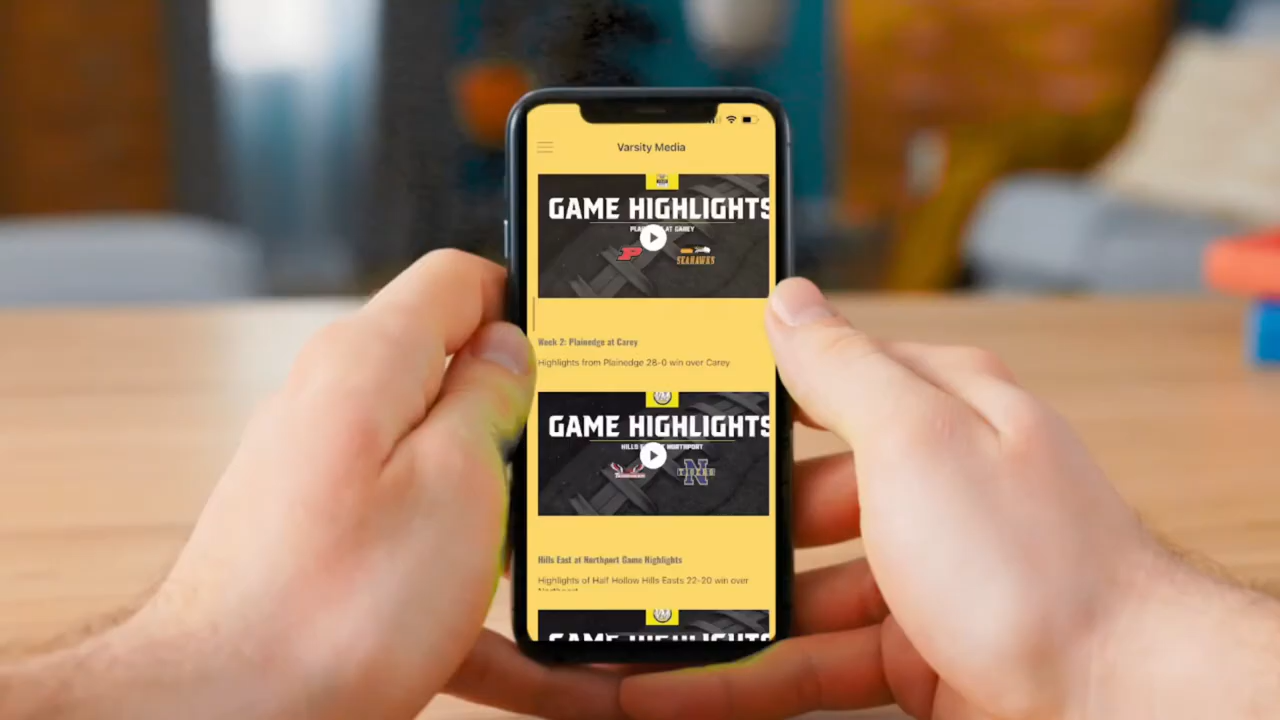 Varsity Media
GAME HIGHLIGHTS
AT CAREY
P
SEAHAWKS
Week 2: Plainedge at Carey
Highlights from Plainedge 28-0 win over Carey
GAME HIGHLIGHTS
HILLS NORTHPORT
N
TIGERS
Hills East at Northport Game Highlights
Highlights of Half Hollow Hills Easts 22-20 win over
Northport
GAME HIGHLIGHTS